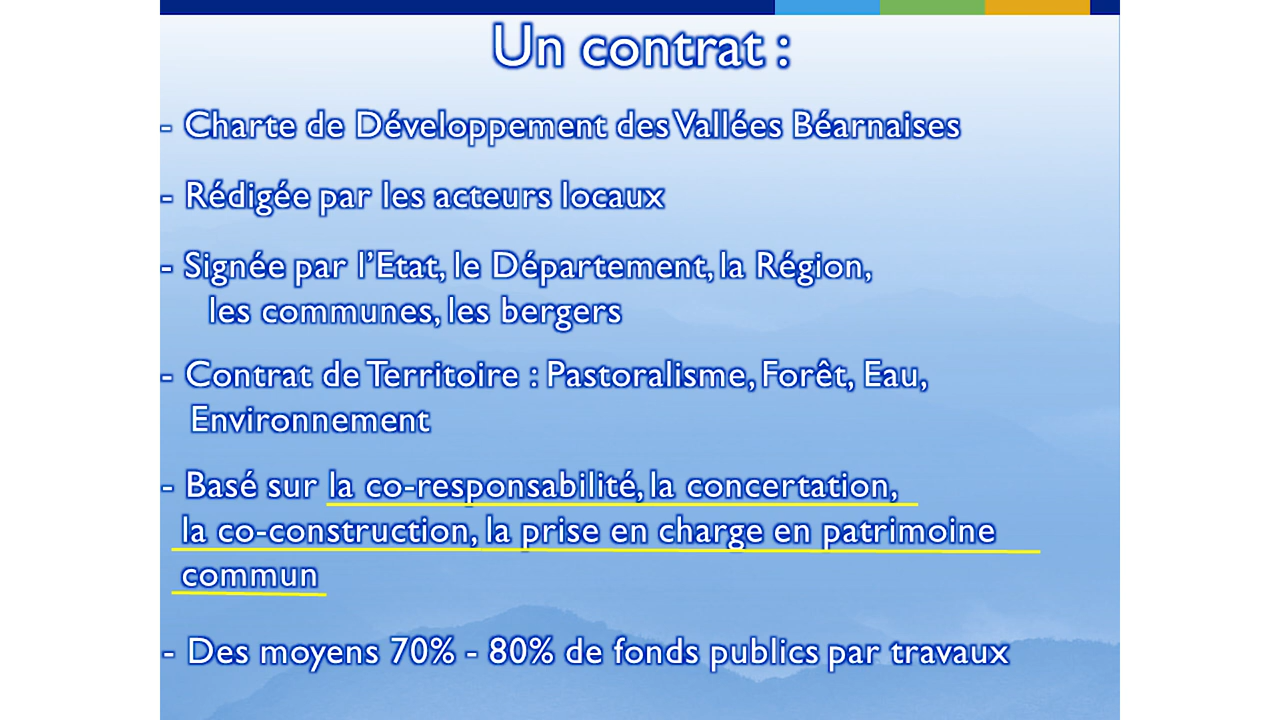 Un contrat :
- Charte de Développement des Vallées Béarnaises
- Rédigée par les acteurs locaux
- Signée par l’Etat, le Département, la Région,
les communes, les bergers
- Contrat de Territoire : Pastoralisme, Forêt, Eau,
Environnement
- Basé sur la co-responsabilité, la concertation,
la co-construction, la prise en charge en patrimoine
commun
- Des moyens 70% - 80% de fonds publics par travaux